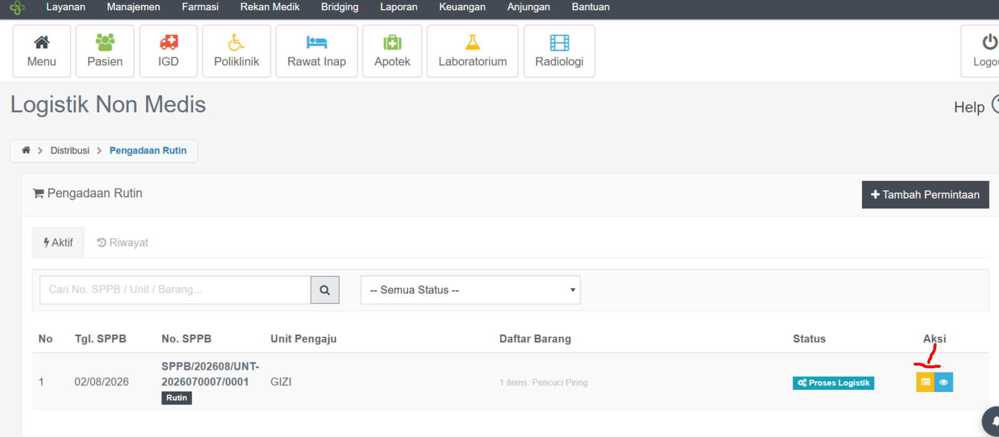 Layanan Manajemen Farmasi Rekan Medik Bridging Laporan Keuangan Anjungan Bantuan
Menu Pasien IGD Poliklinik Rawat Inap Apotek Laboratorium Radiologi
Logistik Non Medis
Help
Distribusi Pengadaan Rutin
Pengadaan Rutin
Tambah Permintaan
Aktif Riwayat
Cari No. SPPB / Unit / Barang...
-- Semua Status --
No Tgl. SPPB No. SPPB Unit Pengaju Daftar Barang Status Aksi
SPPB/202608/UNT-
1 02/08/2026 2026070007/0001 GIZI 1 items: Pencuci Piring Proses Logistik
Rutin